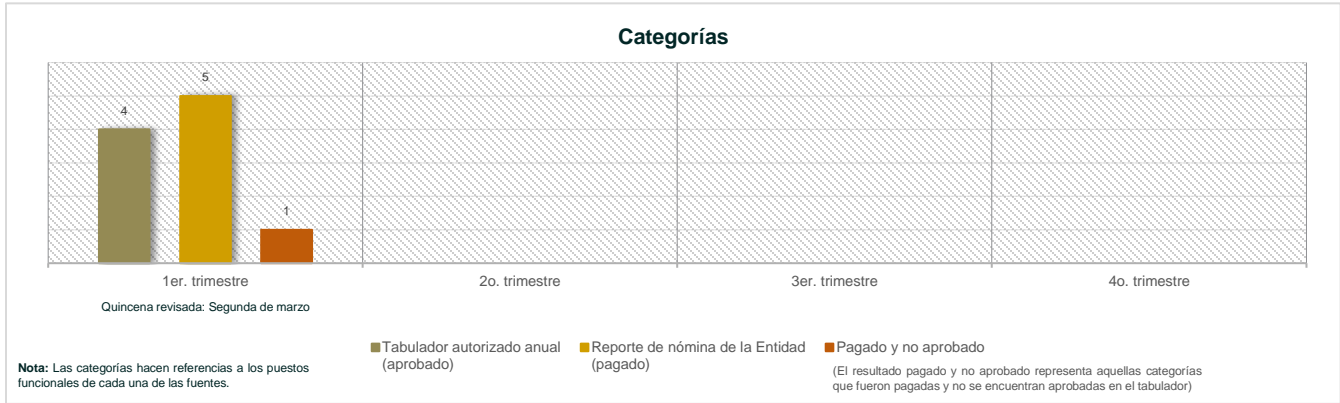 Categorías
4
5
1
1er. trimestre
2o. trimestre
3er. trimestre
4o. trimestre
Quincena revisada: Segunda de marzo
Tabulador autorizado anual
(aprobado)
Reporte de nómina de la Entidad
(pagado)
Pagado y no aprobado
(El resultado pagado y no aprobado representa aquellas categorías
que fueron pagadas y no se encuentran aprobadas en el tabulador)
Nota: Las categorías hacen referencias a los puestos
funcionales de cada una de las fuentes.